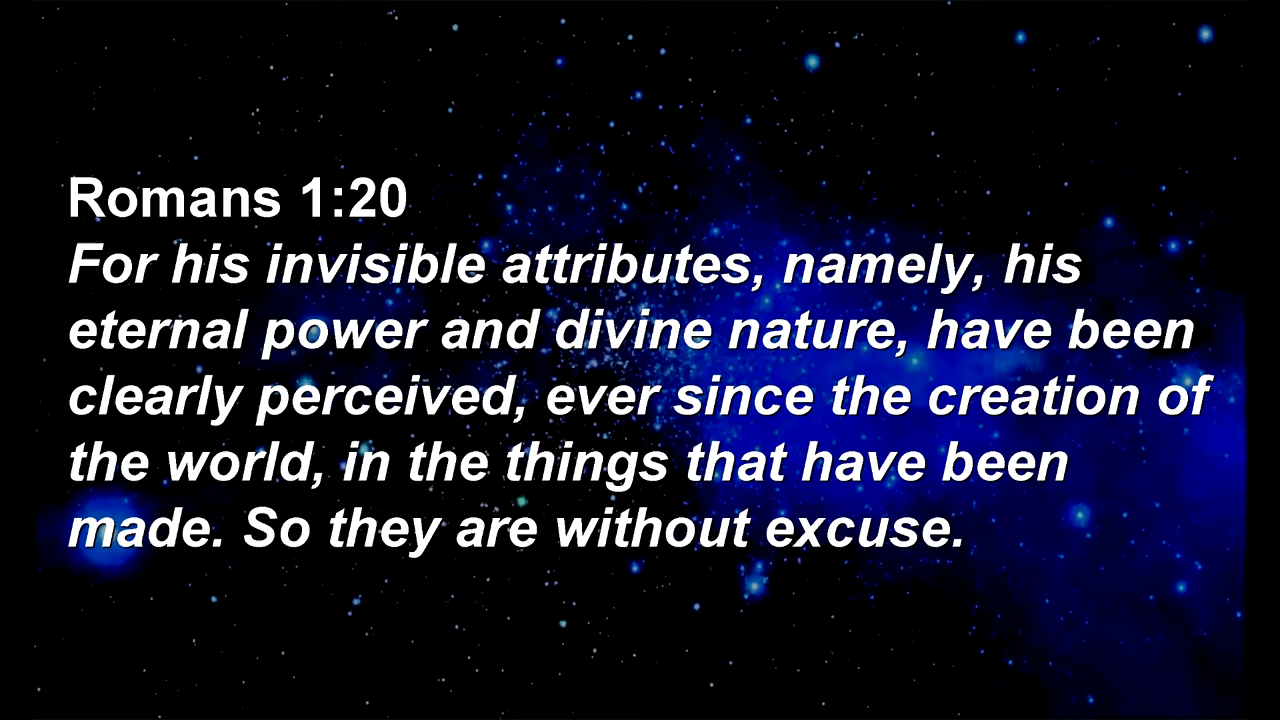 Romans 1:20
For his invisible attributes, namely, his
eternal power and divine nature, have been
clearly perceived, ever since the creation of
the world, in the things that have been
made. So they are without excuse.